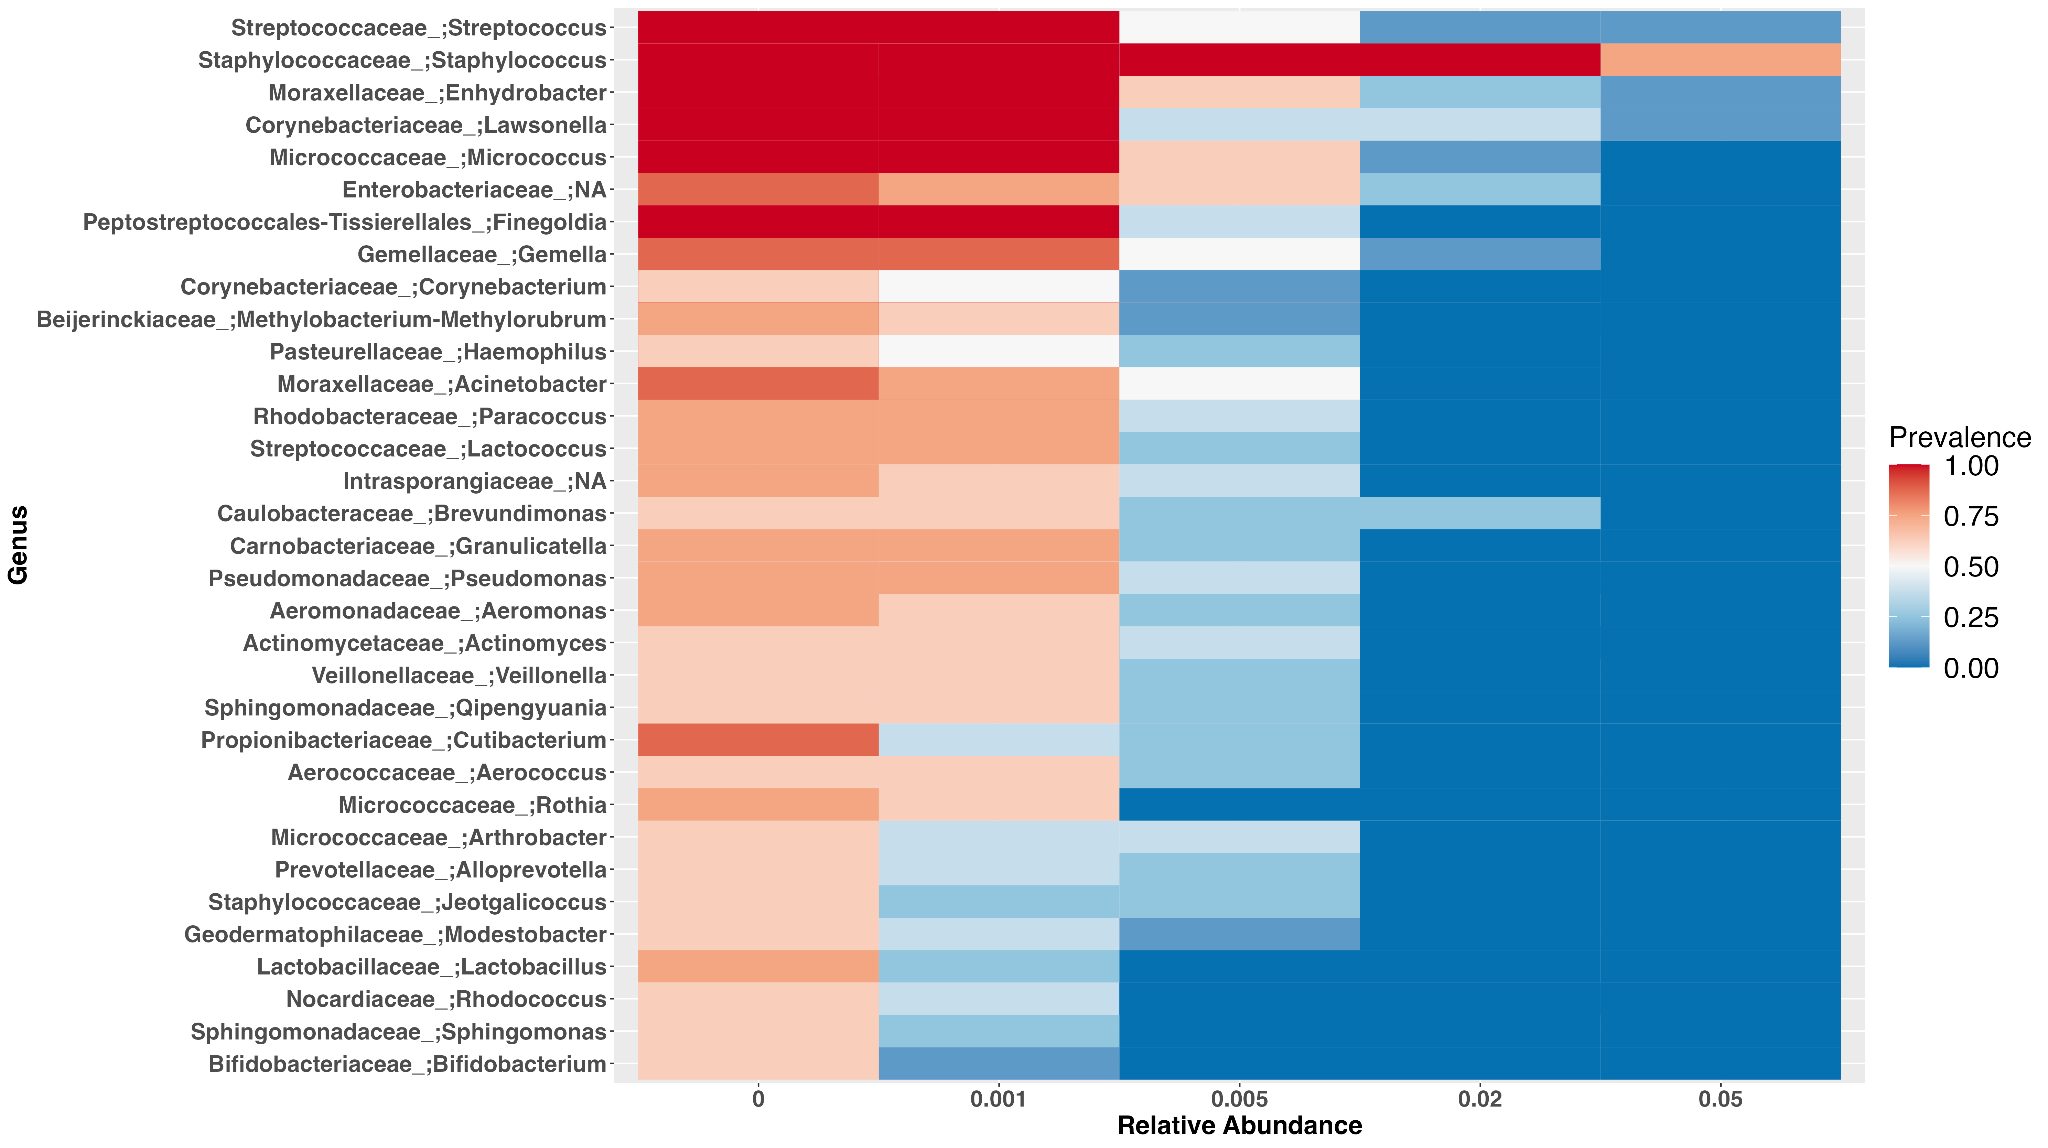 Streptococcaceae_;Streptococcus
Staphylococcaceae_;Staphylococcus
Moraxellaceae_;Enhydrobacter
Corynebacteriaceae_;Lawsonella
Micrococcaceae_;Micrococcus
Enterobacteriaceae_;NA
Peptostreptococcales-Tissierellales_;Finegoldia
Gemellaceae_;Gemella
Corynebacteriaceae_;Corynebacterium
Beijerinckiaceae_;Methylobacterium-Methylorubrum
Pasteurellaceae_;Haemophilus
Moraxellaceae_;Acinetobacter
Rhodobacteraceae_;Paracoccus
Streptococcaceae_;Lactococcus
Intrasporangiaceae_;NA
Caulobacteraceae_;Brevundimonas
Carnobacteriaceae_;Granulicatella
Pseudomonadaceae_;Pseudomonas
Aeromonadaceae_;Aeromonas
Actinomycetaceae_;Actinomyces
Veillonellaceae_;Veillonella
Sphingomonadaceae_;Qipengyuania
Propionibacteriaceae_;Cutibacterium
Aerococcaceae_;Aerococcus
Micrococcaceae_;Rothia
Micrococcaceae_;Arthrobacter
Prevotellaceae_;Alloprevotella
Staphylococcaceae_;Jeotgalicoccus
Geodermatophilaceae_;Modestobacter
Lactobacillaceae_;Lactobacillus
Nocardiaceae_;Rhodococcus
Sphingomonadaceae_;Sphingomonas
Bifidobacteriaceae_;Bifidobacterium
Genus
0 0.001 0.005 0.02 0.05
Relative Abundance
Prevalence
1.00
0.75
0.50
0.25
0.00